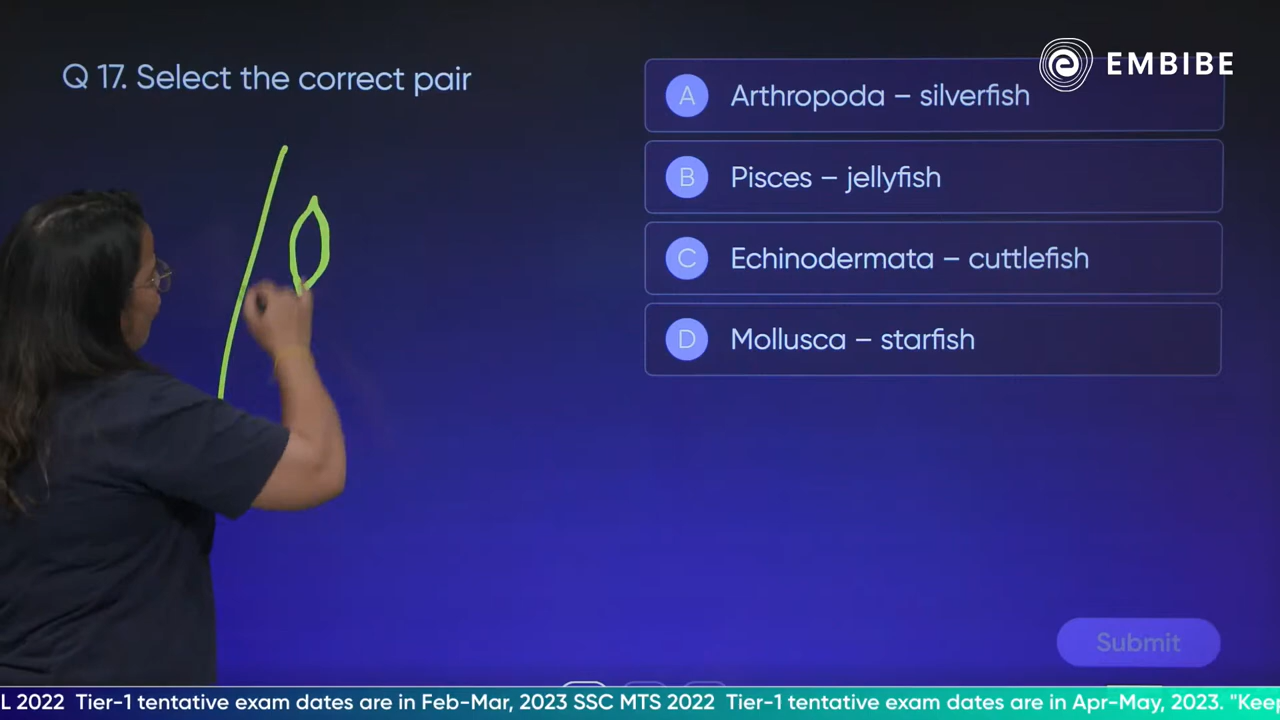 EMBIBE
Q 17. Select the correct pair
A Arthropoda – silverfish
B Pisces – jellyfish
C Echinodermata – cuttlefish
D Mollusca – starfish
Submit
L 2022 Tier-1 tentative exam dates are in Feb-Mar, 2023 SSC MTS 2022 Tier-1 tentative exam dates are in Apr-May, 2023. "Keep